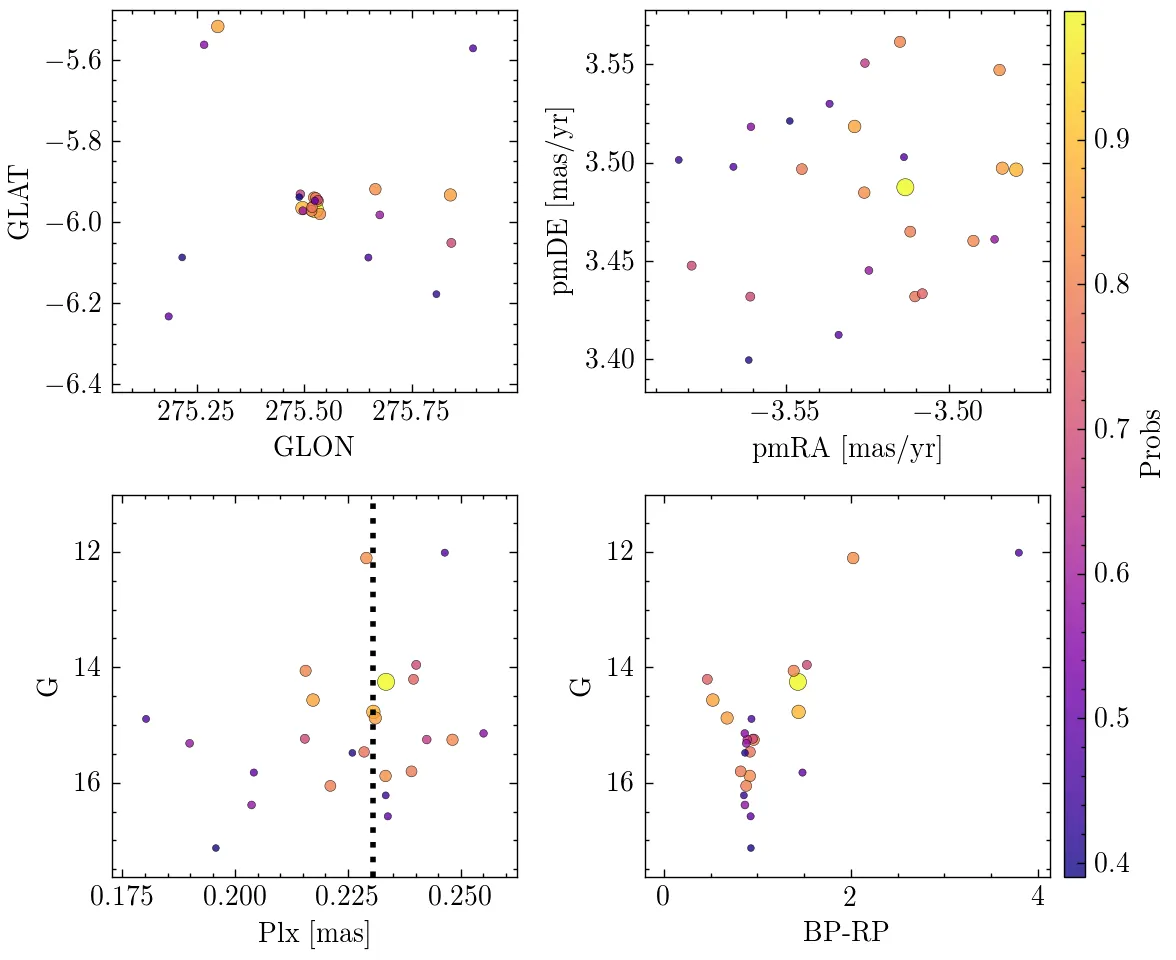 −5.6
−5.8
−6.0
−6.2
−6.4
GLAT
275.25 275.50 275.75
GLON
3.55
3.50
3.45
3.40
pmDE [mas/yr]
−3.55 −3.50
pmRA [mas/yr]
12
14
16
G
0.175 0.200 0.225 0.250
Plx [mas]
12
14
16
G
0 2 4
BP-RP
0.9
0.8
0.7
0.6
0.5
0.4
Probs